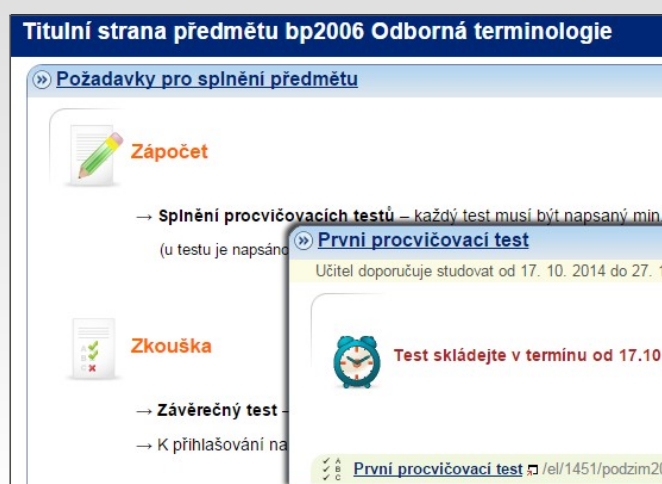 Titulní strana předmětu bp2006 Odborná terminologie
Požadavky pro splnění předmětu
Zápočet
→ Splnění procvičovacích testů – každý test musí být napsaný min
(u testu je napsáno
Zkouška
→ Závěrečný test –
→ K přihlašování na
První procvičovací test
Učitel doporučuje studovat od 17. 10. 2014 do 27. 1
Test skládejte v termínu od 17.10
První procvičovací test /el/1451/podzim20